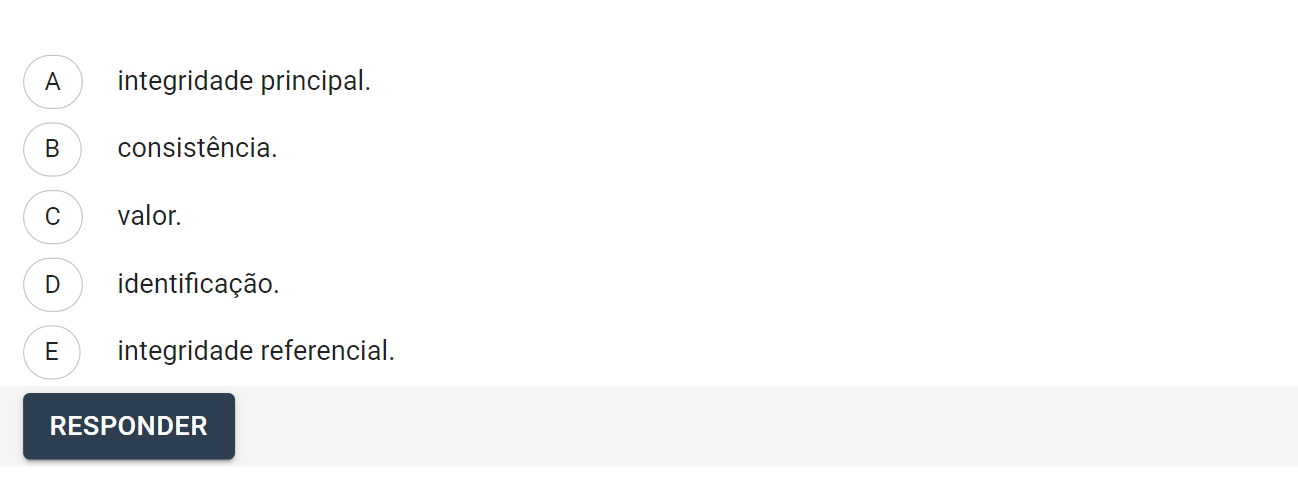 A integridade principal.
B consistência.
C valor.
D identificação.
E integridade referencial.
RESPONDER